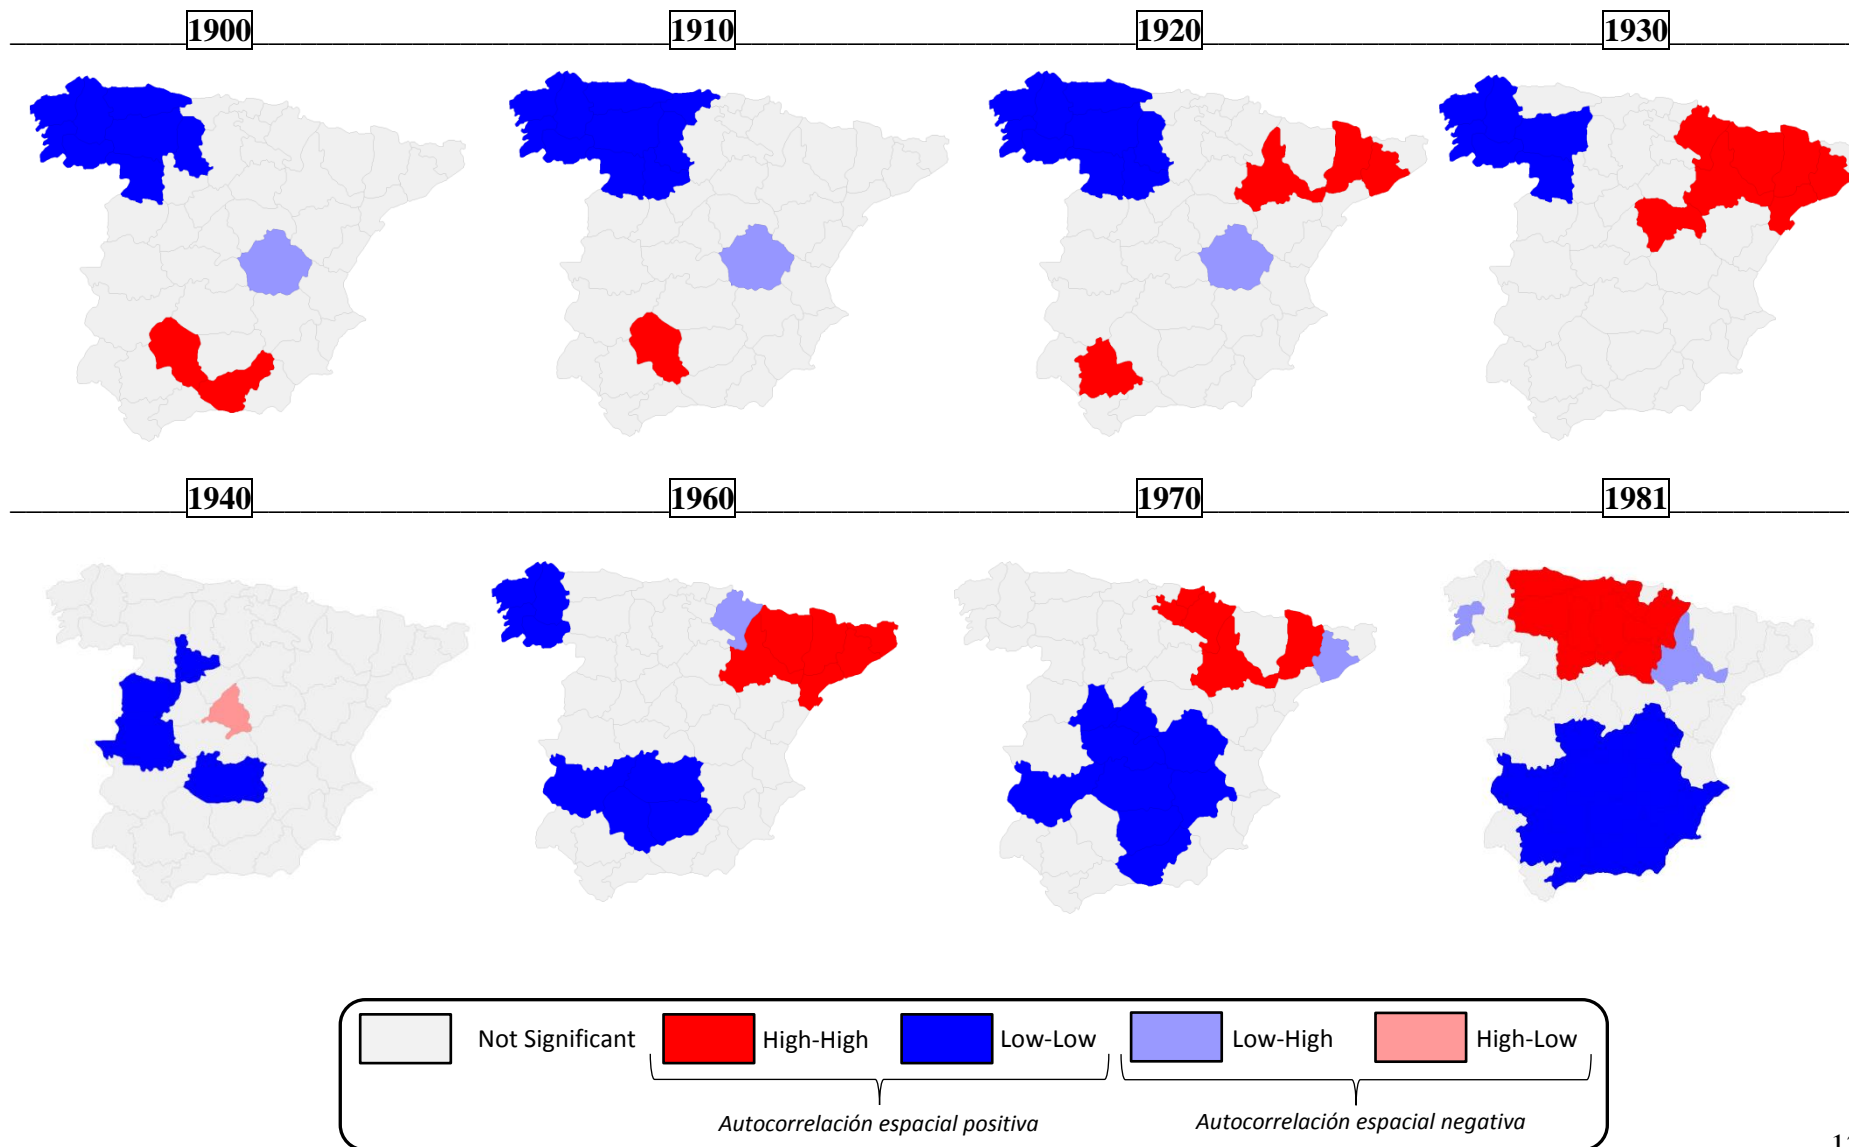 1900 1910 1920 1930
1940 1960 1970 1981
Not Significant High-High Low-Low Low-High High-Low
Autocorrelación espacial positiva Autocorrelación espacial negativa